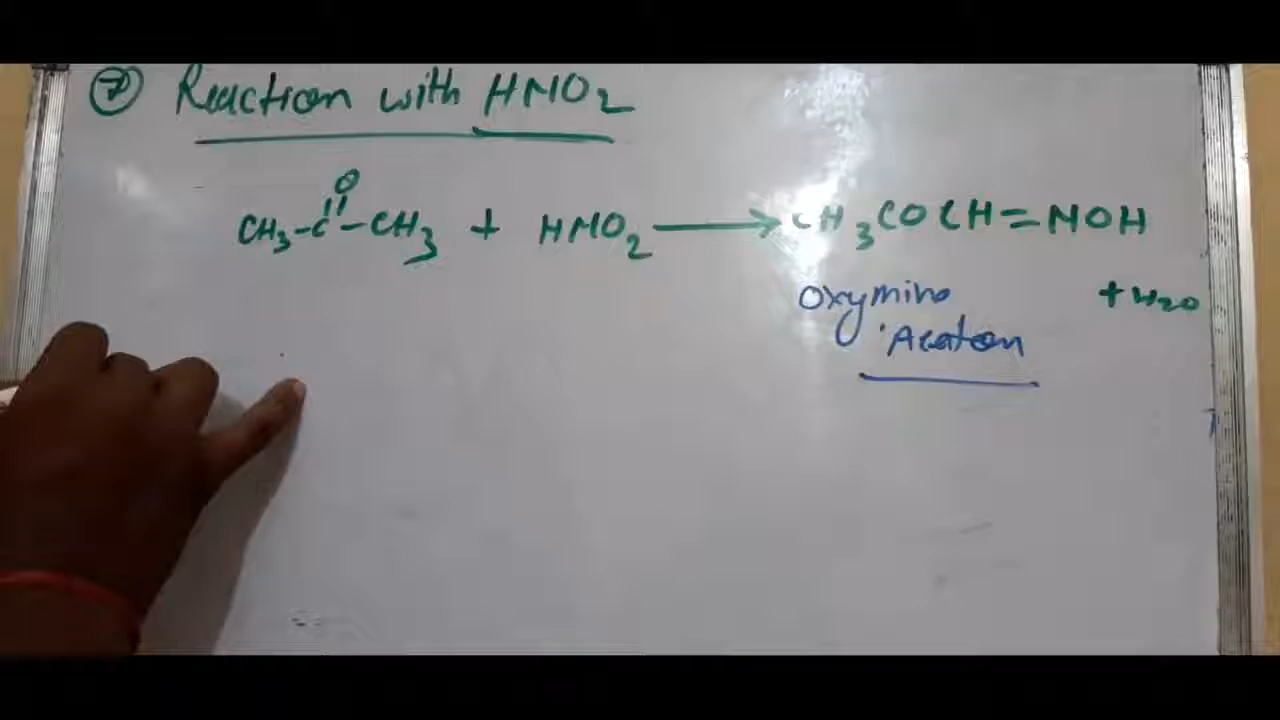 ⑦ Reaction with HNO2
O
CH3-C-CH3 + HNO2 → CH3COCH=NOH
+ H2O
Oxymino
Aceton